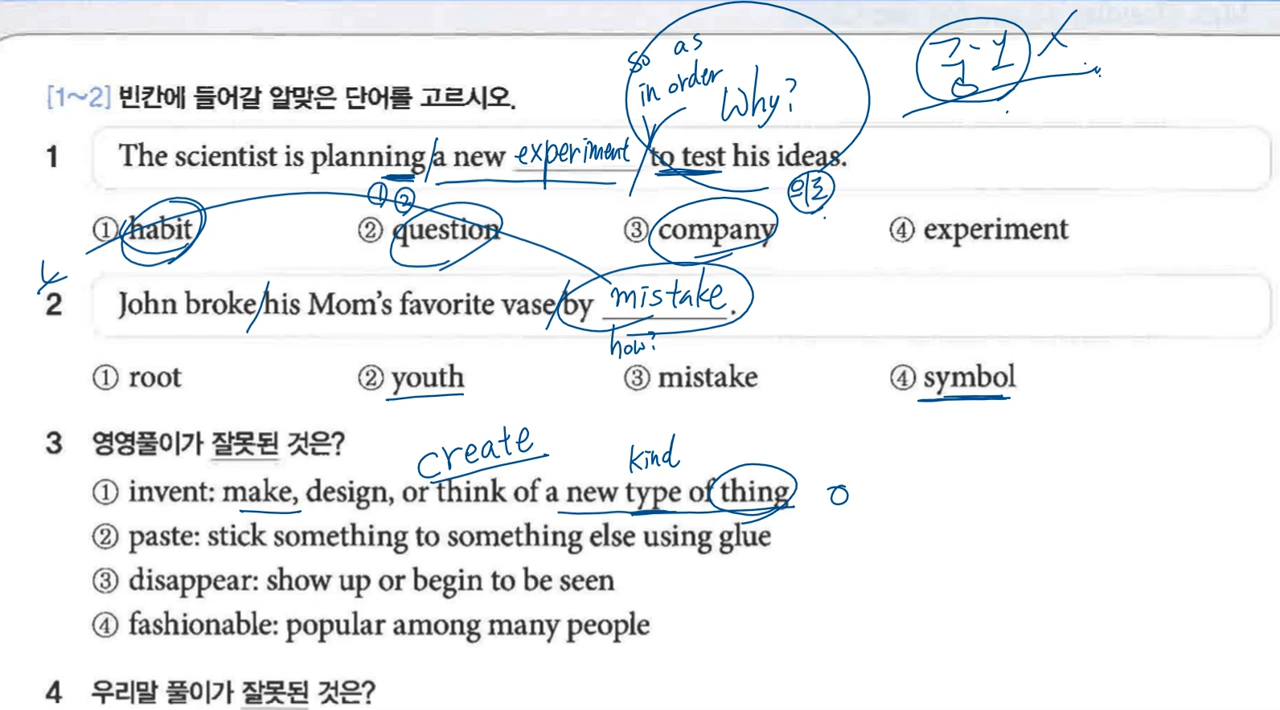 so as
in order
Why?
[1~2] 빈칸에 들어갈 알맞은 단어를 고르시오.
1 The scientist is planning a new experiment to test his ideas.
① ②
의도
① habit ② question ③ company ④ experiment
2 John broke his Mom's favorite vase by mistake.
how?
① root ② youth ③ mistake ④ symbol
3 영영풀이가 잘못된 것은?
create
kind
① invent: make, design, or think of a new type of thing
② paste: stick something to something else using glue
③ disappear: show up or begin to be seen
④ fashionable: popular among many people
4 우리말 풀이가 잘못된 것은?